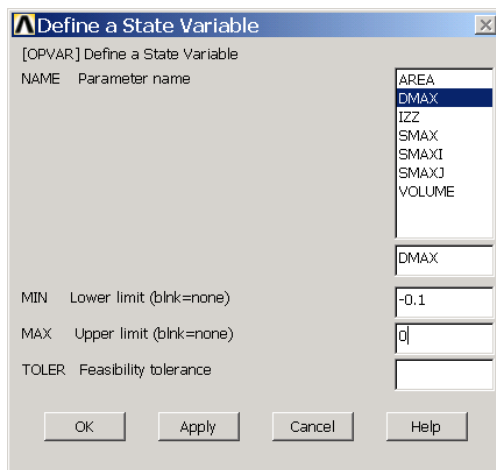 Define a State Variable
[OPVAR] Define a State Variable
NAME Parameter name
AREA
DMAX
IZZ
SMAX
SMAXI
SMAXJ
VOLUME
DMAX
MIN Lower limit (blnk=none) -0.1
MAX Upper limit (blnk=none) 0
TOLER Feasibility tolerance
OK Apply Cancel Help